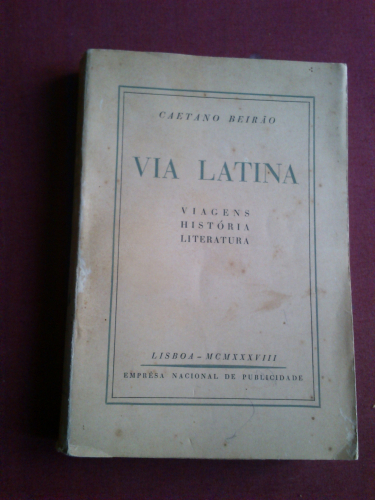 CAETANO BEIRÃO
VIA LATINA
VIAGENS
HISTÓRIA
LITERATURA
LISBOA – MCMXXXVIII
EMPRESA NACIONAL DE PUBLICIDADE